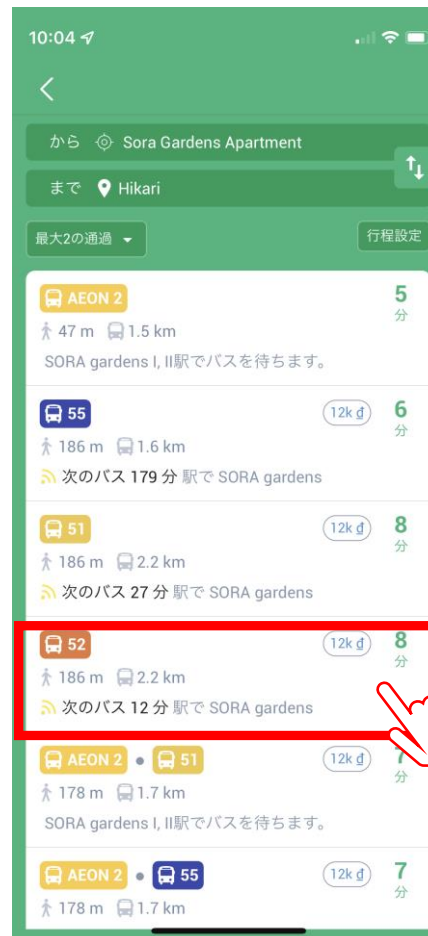 10:04
から Sora Gardens Apartment
まで Hikari
最大2の通過
行程設定
AEON 2
5
47 m 1.5 km
分
SORA gardens I, II駅でバスを待ちます。
55
12k ₫
6
186 m 1.6 km
分
次のバス 179 分 駅で SORA gardens
51
12k ₫
8
186 m 2.2 km
分
次のバス 27 分 駅で SORA gardens
52
12k ₫
8
186 m 2.2 km
分
次のバス 12 分 駅で SORA gardens
AEON 2 • 51
12k ₫
7
178 m 1.7 km
分
SORA gardens I, II駅でバスを待ちます。
AEON 2 • 55
12k ₫
7
178 m 1.7 km
分